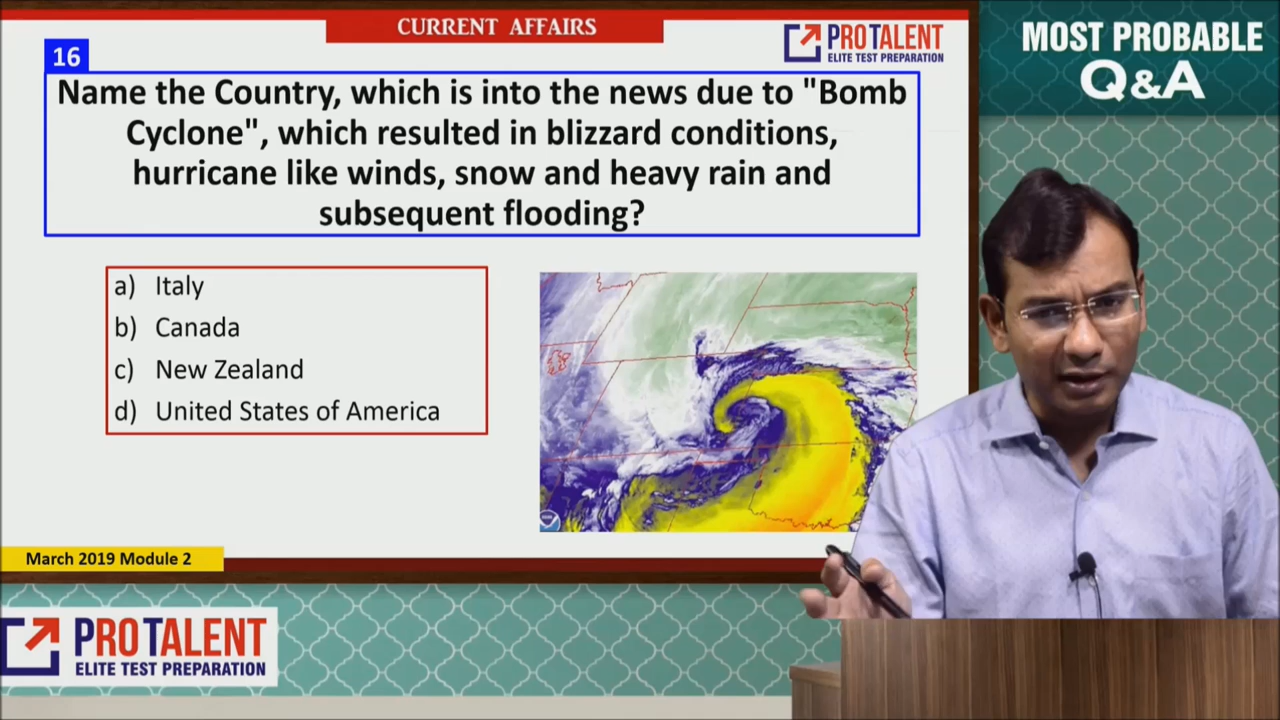 CURRENT AFFAIRS
PROTALENT
ELITE TEST PREPARATION
MOST PROBABLE
Q&A
16
Name the Country, which is into the news due to "Bomb
Cyclone", which resulted in blizzard conditions,
hurricane like winds, snow and heavy rain and
subsequent flooding?
a) Italy
b) Canada
c) New Zealand
d) United States of America
March 2019 Module 2
PROTALENT
ELITE TEST PREPARATION